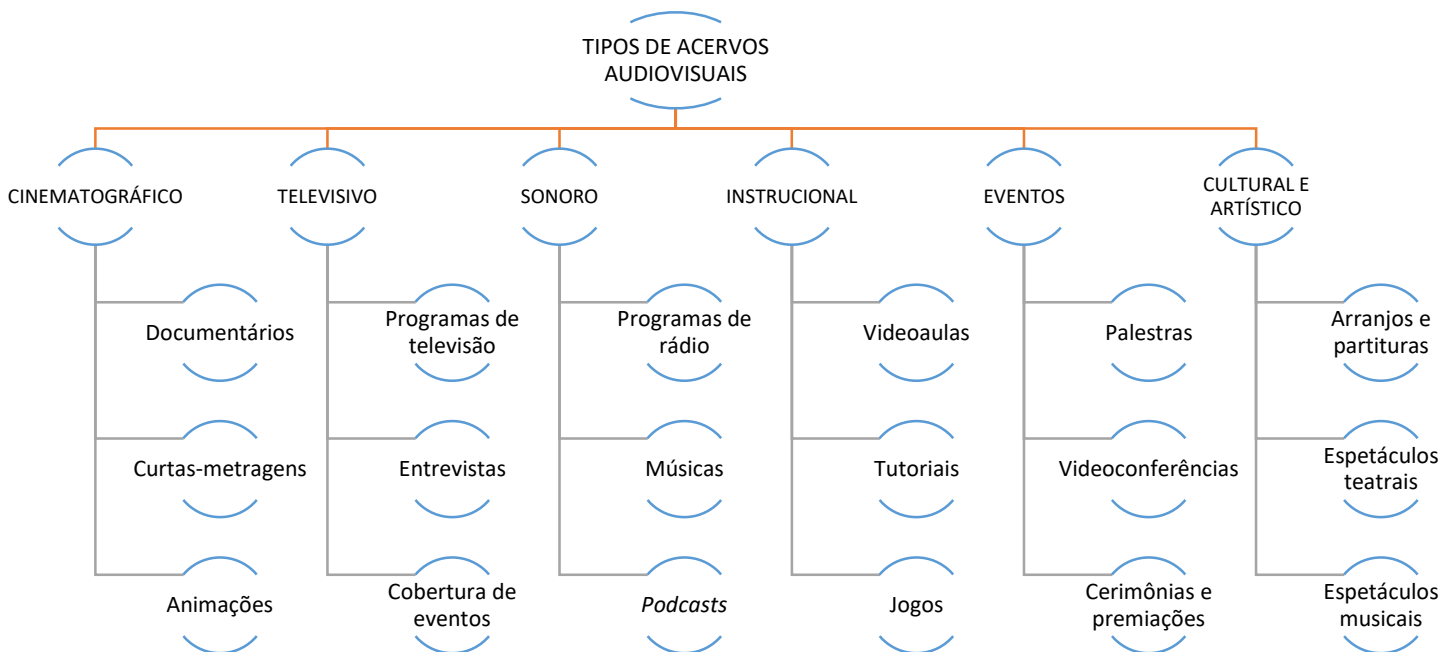 TIPOS DE ACERVOS
AUDIOVISUAIS
CINEMATOGRÁFICO
TELEVISIVO
SONORO
INSTRUCIONAL
EVENTOS
CULTURAL E
ARTÍSTICO
Documentários
Programas de
televisão
Programas de
rádio
Videoaulas
Palestras
Arranjos e
partituras
Curtas-metragens
Entrevistas
Músicas
Tutoriais
Videoconferências
Espetáculos
teatrais
Animações
Cobertura de
eventos
Podcasts
Jogos
Cerimônias e
premiações
Espetáculos
musicais